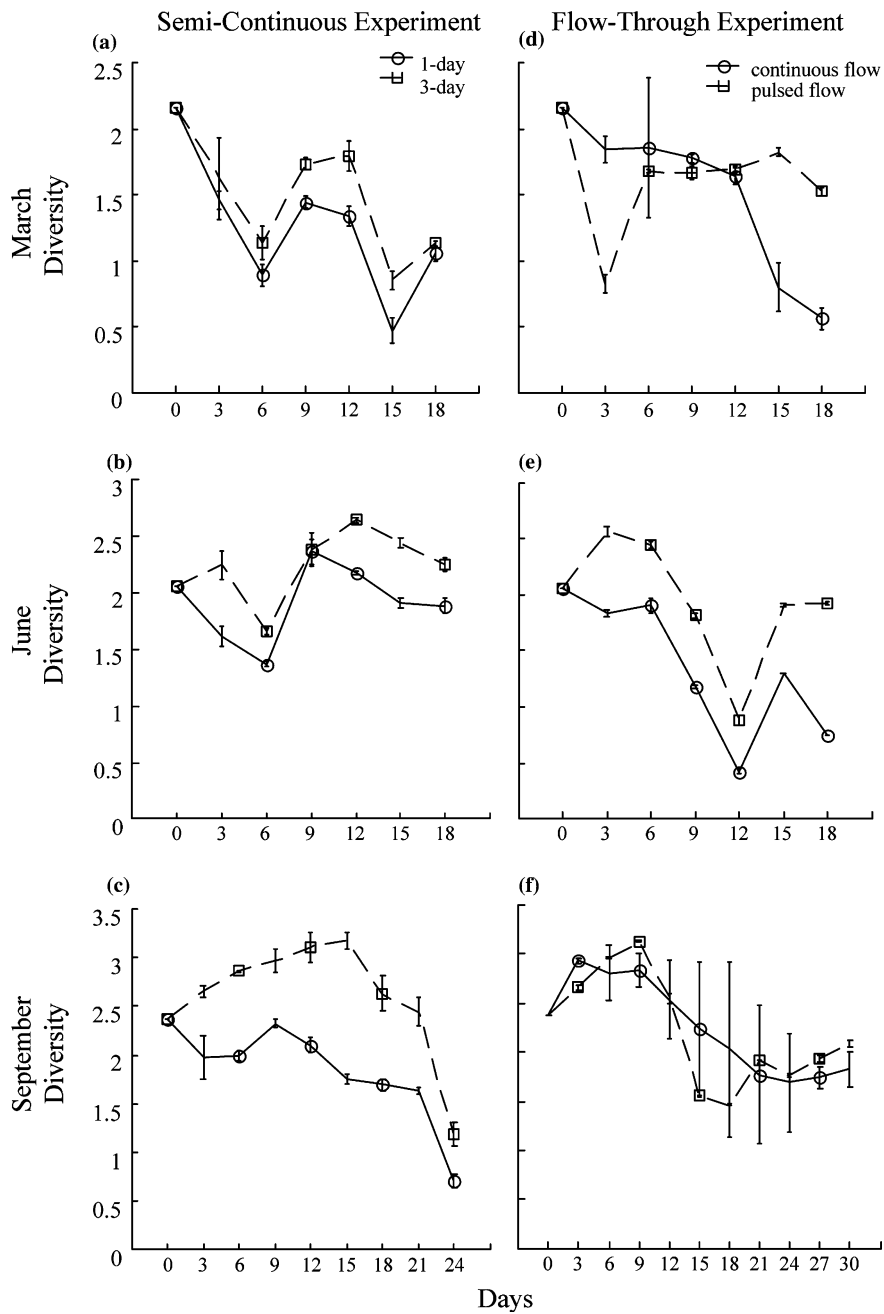 Semi-Continuous Experiment
Flow-Through Experiment
(a)
(d)
1-day
3-day
continuous flow
pulsed flow
March
Diversity
2.5
2
1.5
1
0.5
0
0 3 6 9 12 15 18
0 3 6 9 12 15 18
(b)
(e)
June
Diversity
3
2.5
2
1.5
1
0.5
0
0 3 6 9 12 15 18
0 3 6 9 12 15 18
(c)
(f)
September
Diversity
3.5
3
2.5
2
1.5
1
0.5
0
0 3 6 9 12 15 18 21 24
0 3 6 9 12 15 18 21 24 27 30
Days